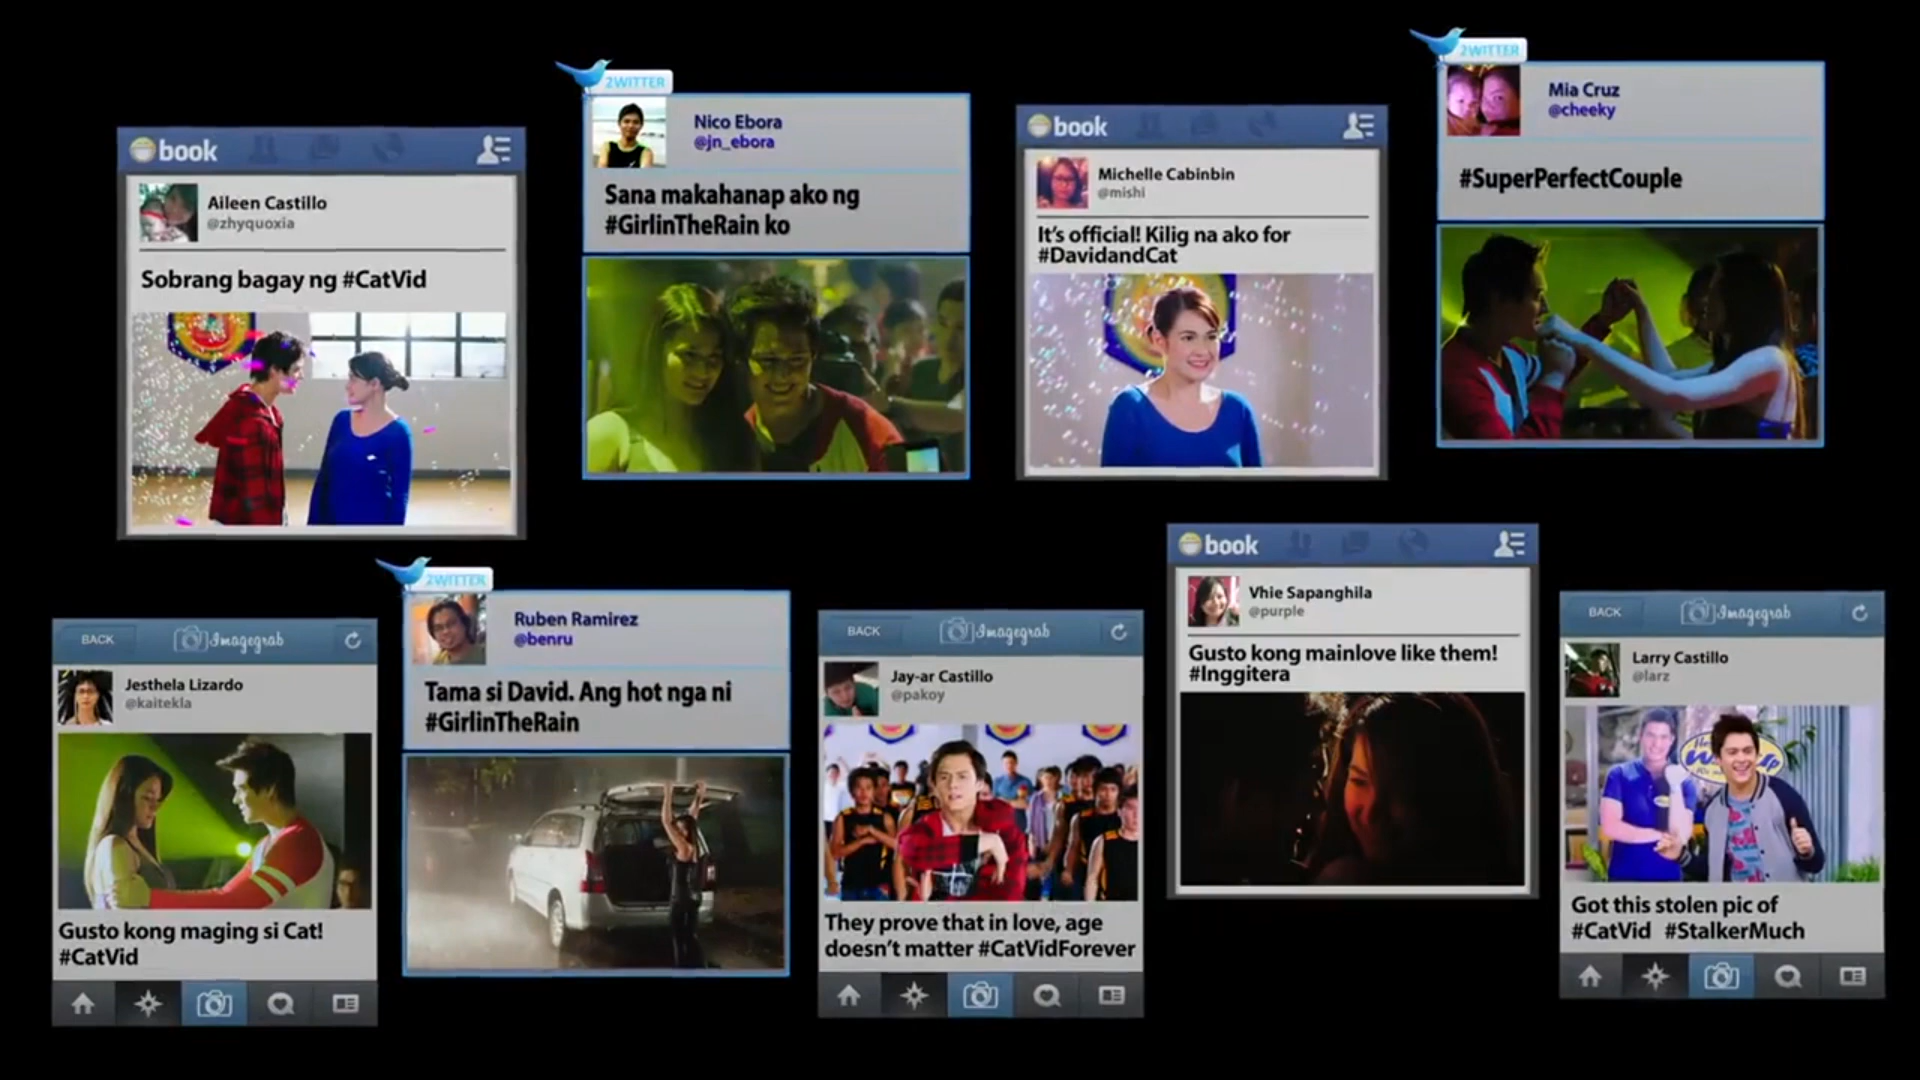 book
Aileen Castillo
@zhyquoxia
Sobrang bagay ng #CatVid
2WITTER
Nico Ebora
@jn_ebora
Sana makahanap ako ng
#GirlinTheRain ko
book
Michelle Cabinbin
@mishi
It's official! Kilig na ako for
#DavidandCat
2WITTER
Mia Cruz
@cheeky
#SuperPerfectCouple
BACK
Imagegrab
Jesthela Lizardo
@kaitekla
Gusto kong maging si Cat!
#CatVid
2WITTER
Ruben Ramirez
@benru
Tama si David. Ang hot nga ni
#GirlinTheRain
BACK
Imagegrab
Jay-ar Castillo
@pakoy
They prove that in love, age
doesn't matter #CatVidForever
book
Vhie Sapanghila
@purple
Gusto kong mainlove like them!
#Inggitera
BACK
Imagegrab
Larry Castillo
@larz
Got this stolen pic of
#CatVid #StalkerMuch